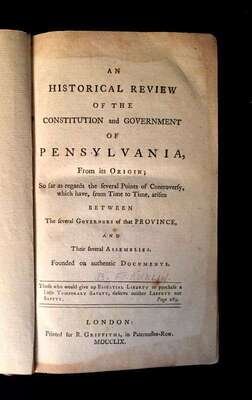 AN
HISTORICAL REVIEW
OF THE
CONSTITUTION and GOVERNMENT
OF
PENSYLVANIA,
From its ORIGIN;
So far as regards the several Points of Controversy,
which have, from Time to Time, arisen
BETWEEN
The several GOVERNORS of that PROVINCE,
AND
Their several ASSEMBLIES.
Founded on authentic DOCUMENTS.
B. Franklin.
Those who would give up ESSENTIAL LIBERTY to purchase a
little TEMPORARY SAFETY, deserve neither LIBERTY nor
SAFETY. Page 289.
LONDON:
Printed for R. GRIFFITHS, in Paternoster-Row.
MDCCLIX.